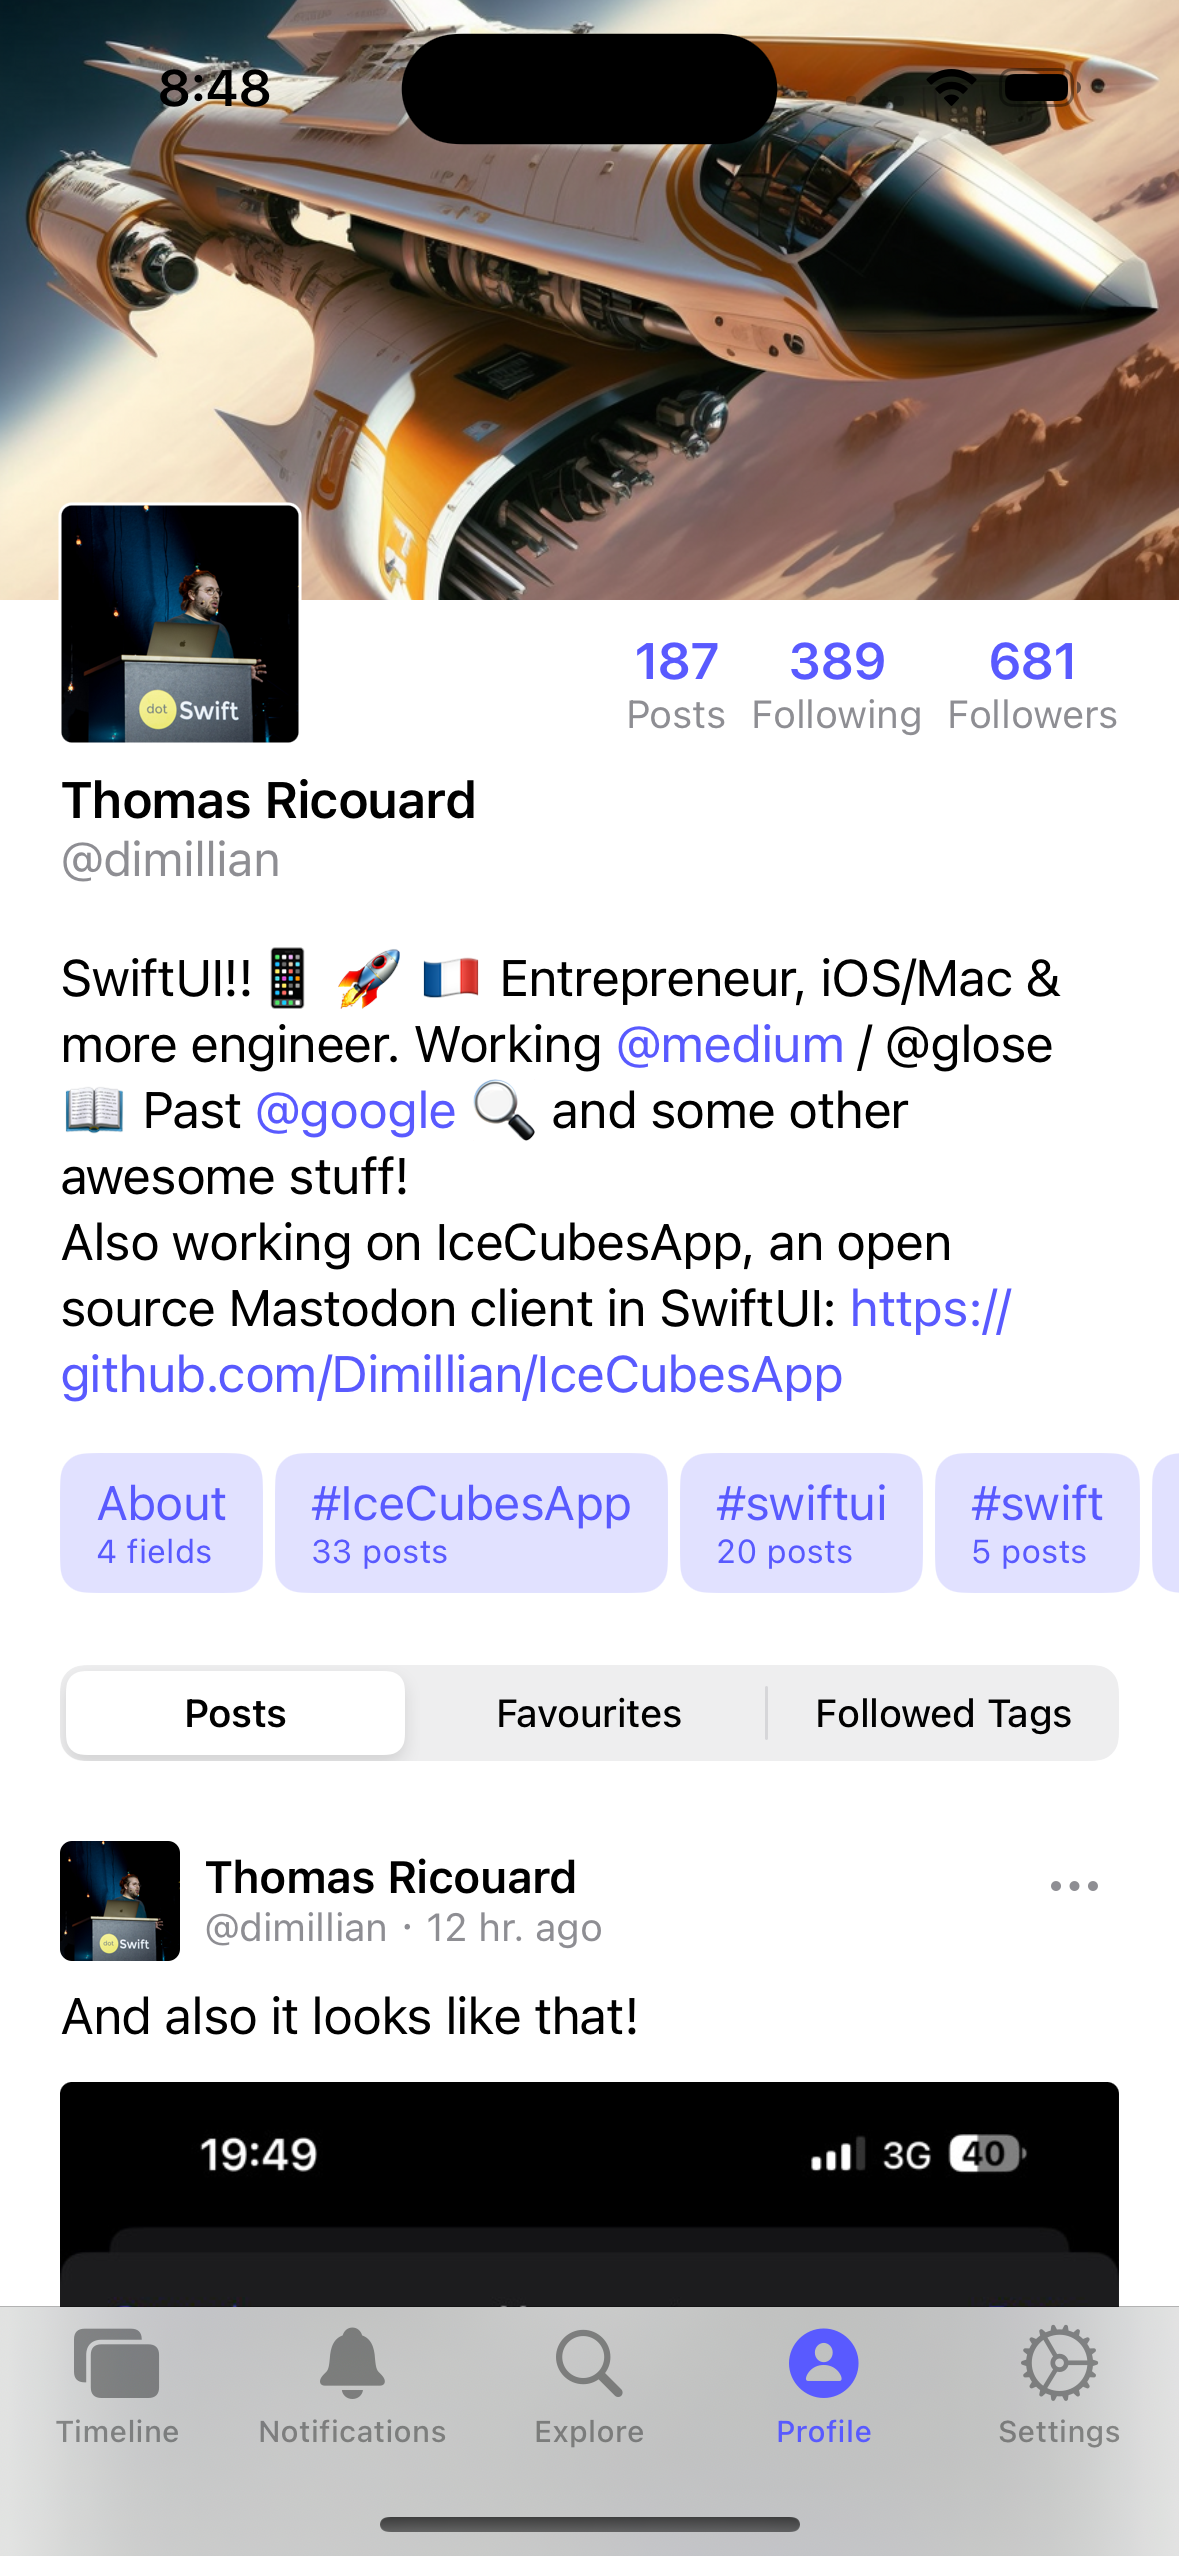 8:48
dot Swift
187 389 681
Posts Following Followers
Thomas Ricouard
@dimillian
SwiftUI!!📱 🚀 🇫🇷 Entrepreneur, iOS/Mac &
more engineer. Working @medium / @glose
📖 Past @google 🔍 and some other
awesome stuff!
Also working on IceCubesApp, an open
source Mastodon client in SwiftUI: https://
github.com/Dimillian/IceCubesApp
About #IceCubesApp #swiftui #swift
4 fields 33 posts 20 posts 5 posts
Posts Favourites Followed Tags
Thomas Ricouard
@dimillian · 12 hr. ago
dot Swift
And also it looks like that!
19:49 3G 40
Timeline Notifications Explore Profile Settings